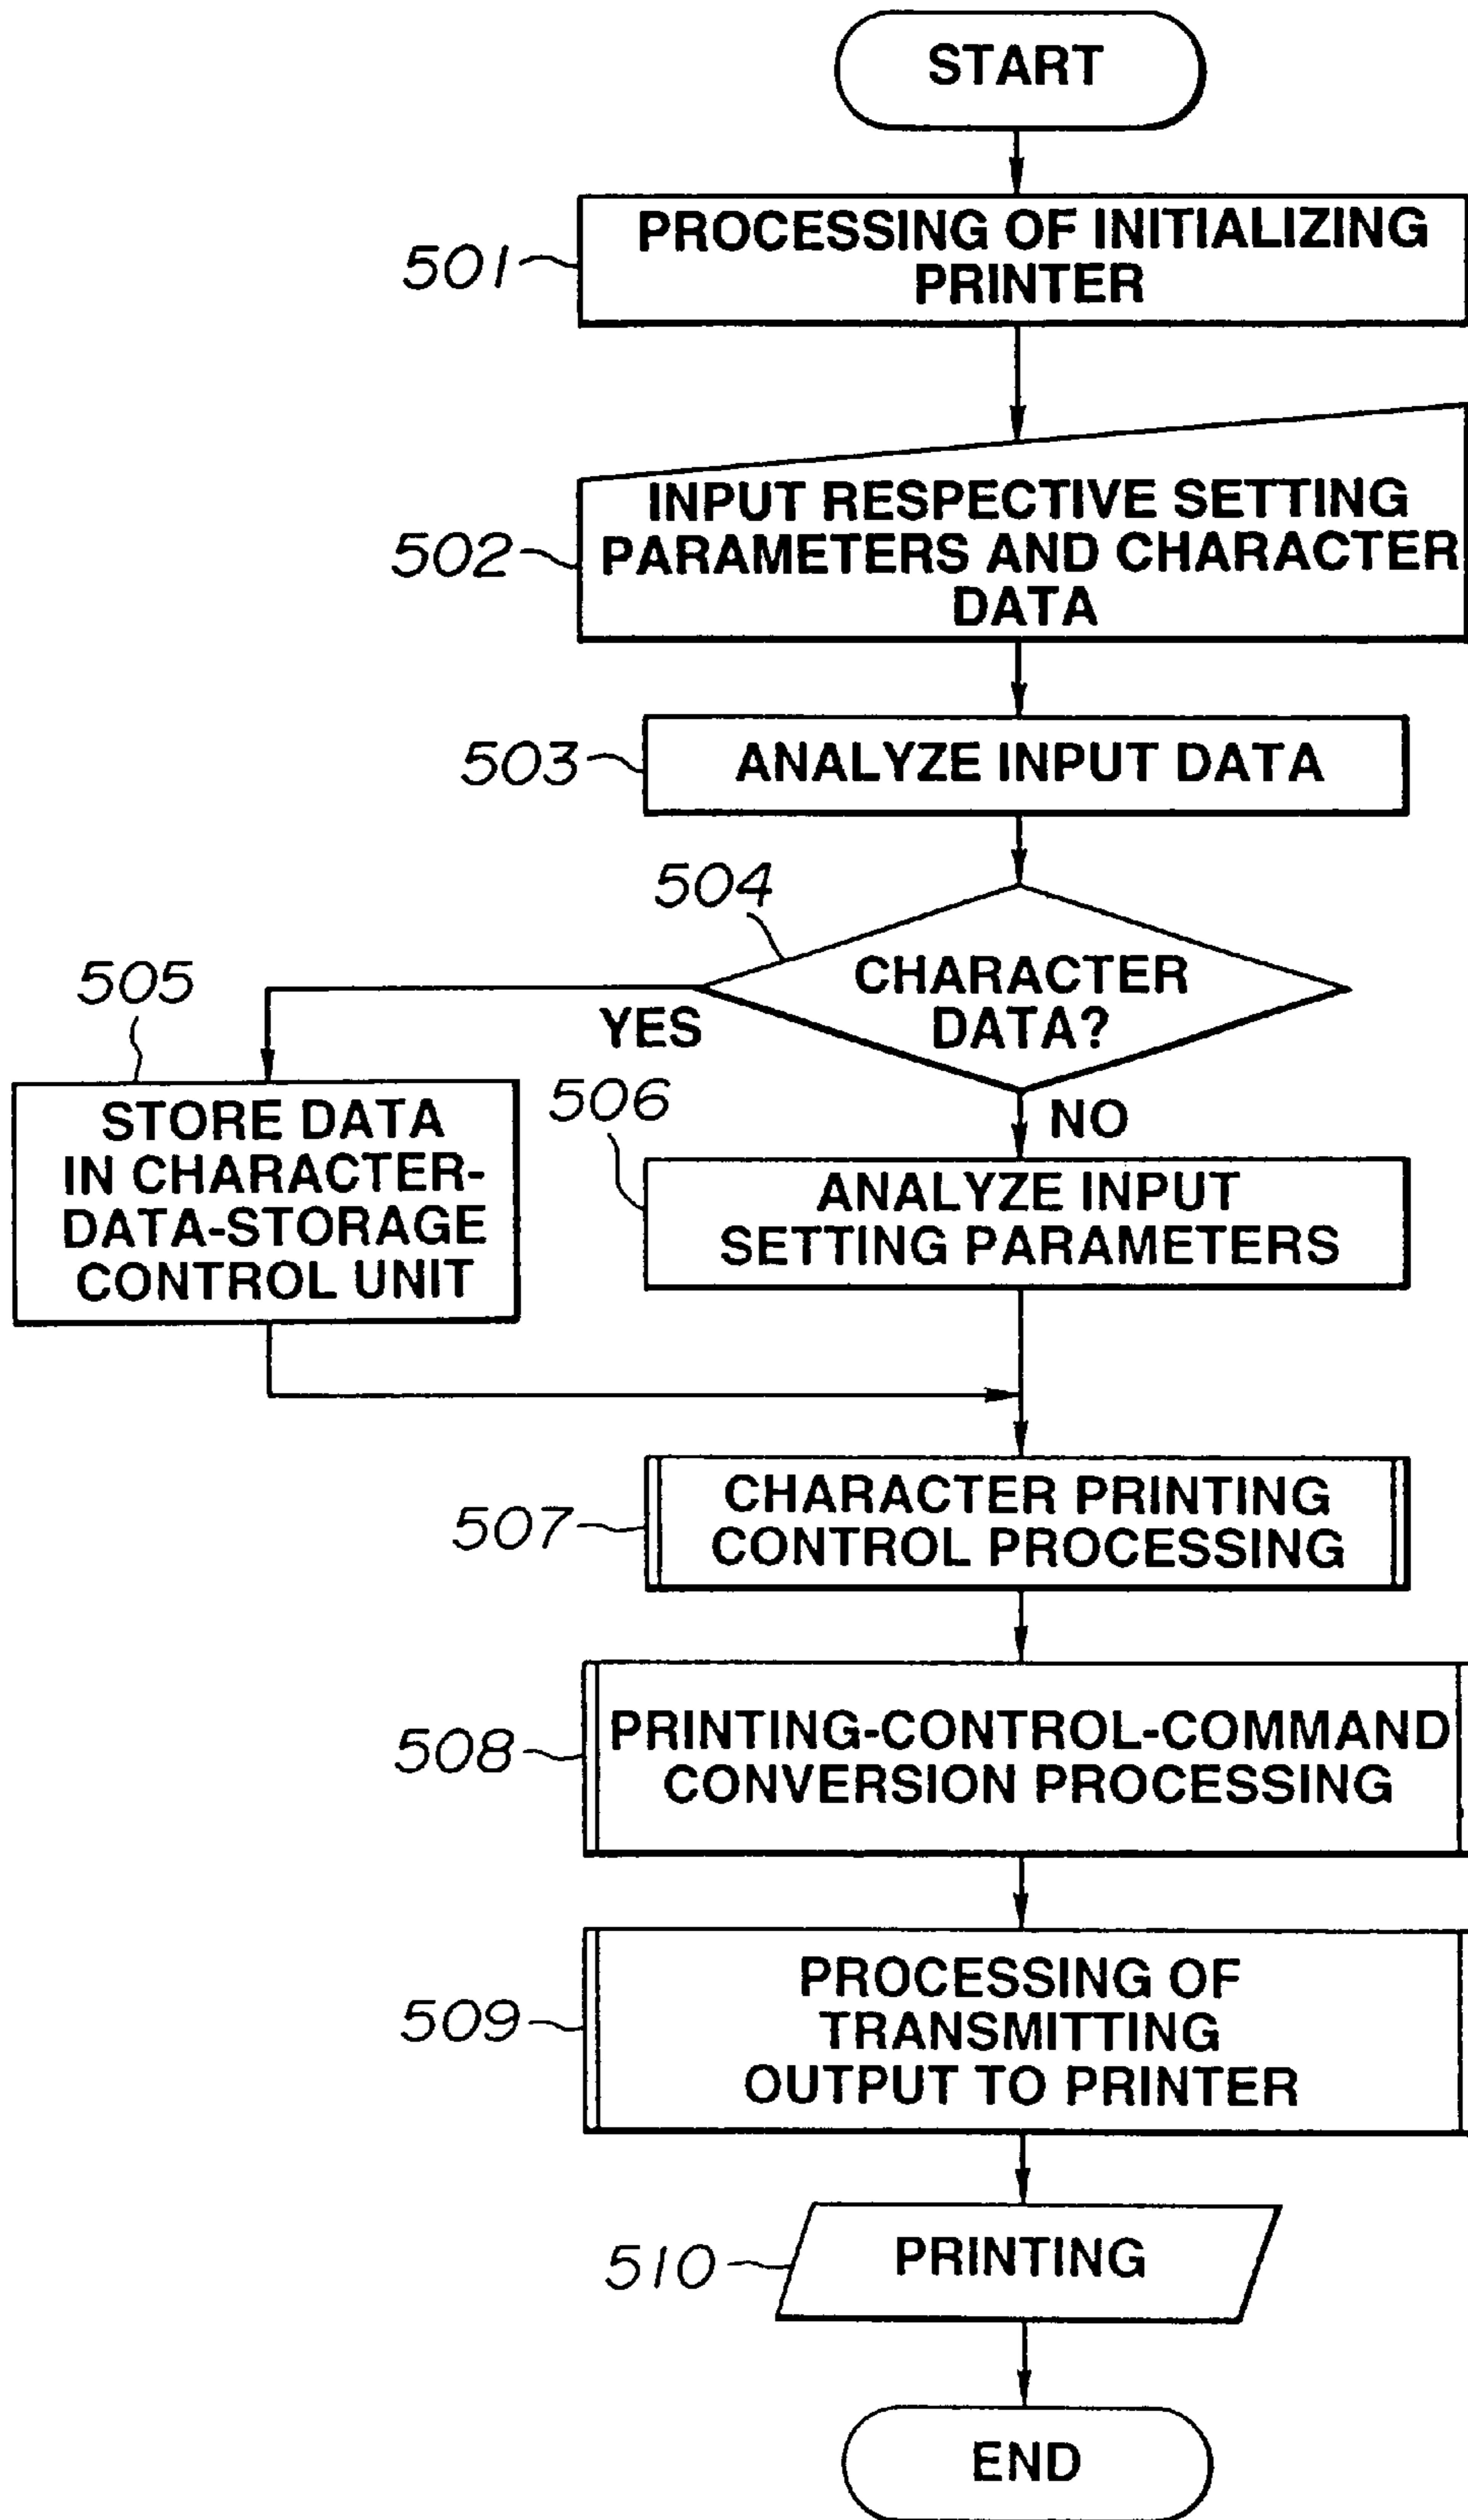 START
501
PROCESSING OF INITIALIZING
PRINTER
502
INPUT RESPECTIVE SETTING
PARAMETERS AND CHARACTER
DATA
503
ANALYZE INPUT DATA
504
CHARACTER
DATA?
YES
NO
505
STORE DATA
IN CHARACTER-
DATA-STORAGE
CONTROL UNIT
506
ANALYZE INPUT
SETTING PARAMETERS
507
CHARACTER PRINTING
CONTROL PROCESSING
508
PRINTING-CONTROL-COMMAND
CONVERSION PROCESSING
509
PROCESSING OF
TRANSMITTING
OUTPUT TO PRINTER
510
PRINTING
END